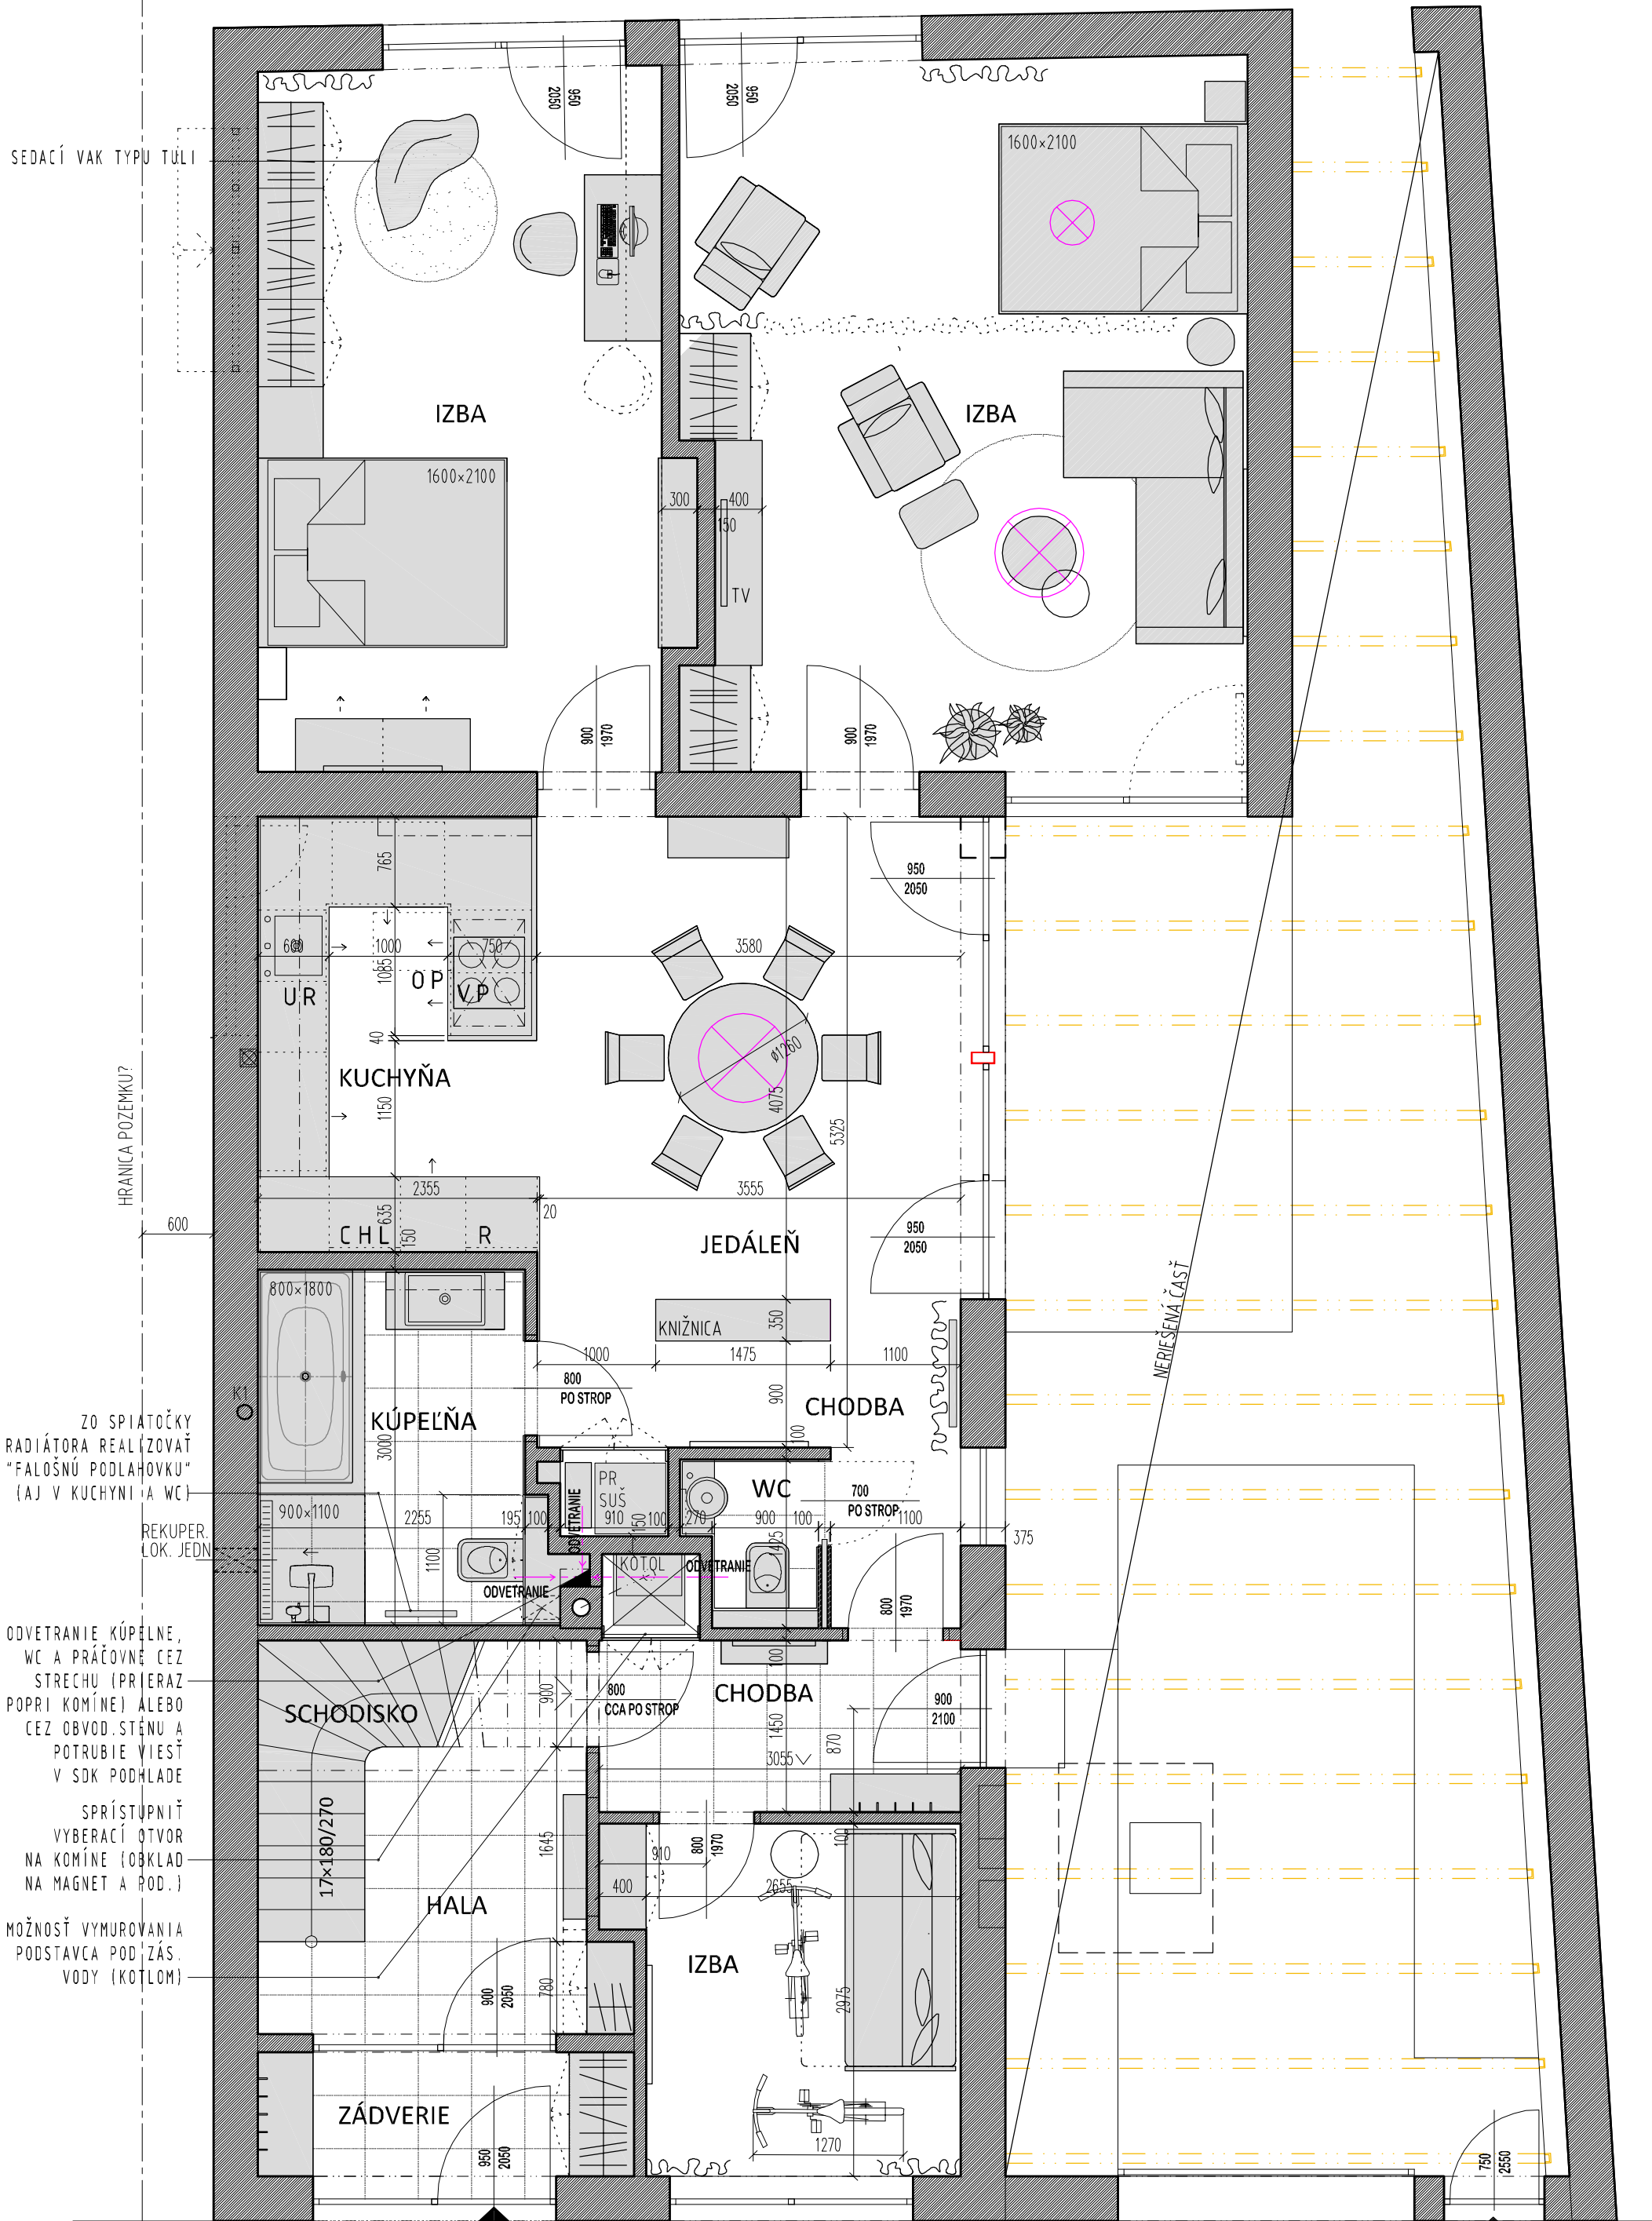 950
2050
950
2050
1600×2100
SEDACÍ VAK TYPU TULI
IZBA
IZBA
1600×2100
300
400
150
TV
900
1970
900
1970
765
950
2050
600
1000
750
3580
1085
OP
VP
UR
40
ø1260
KUCHYŇA
4075
HRANICA POZEMKU?
1150
5325
2355
3555
20
635
600
CHL
150
R
950
2050
JEDÁLEŇ
NERIEŠENÁ ČASŤ
800×1800
350
KNIŽNICA
1000
1475
1100
800
PO STROP
900
K1
CHODBA
KÚPEĽŇA
ZO SPIATOČKY
RADIÁTORA REALIZOVAŤ
"FALOŠNÚ PODLAHOVKU"
(AJ V KUCHYNI A WC)
3000
100
PR
SUŠ
WC
700
PO STROP
900×1100
2255
195
100
910
100
270
900
100
1100
375
150
1425
ODVETRANIE
REKUPER.
LOK. JEDN.
1100
KOTOL
ODVETRANIE
ODVETRANIE
800
1970
ODVETRANIE KÚPEĽNE,
WC A PRÁČOVNE CEZ
STRECHU (PRIERAZ
POPRI KOMÍNE) ALEBO
CEZ OBVOD.STENU A
POTRUBIE VIESŤ
V SDK PODHĽADE
100
900
800
CCA PO STROP
CHODBA
900
2100
SCHODISKO
1450
870
3055
17×180/270
SPRÍSTUPNIŤ
VYBERACÍ OTVOR
NA KOMÍNE (OBKLAD
NA MAGNET A POD.)
1645
910
800
1970
100
400
2655
HALA
MOŽNOSŤ VYMUROVANIA
PODSTAVCA POD ZÁS.
VODY (KOTLOM)
IZBA
780
900
2050
2975
ZÁDVERIE
950
2050
1270
750
2550